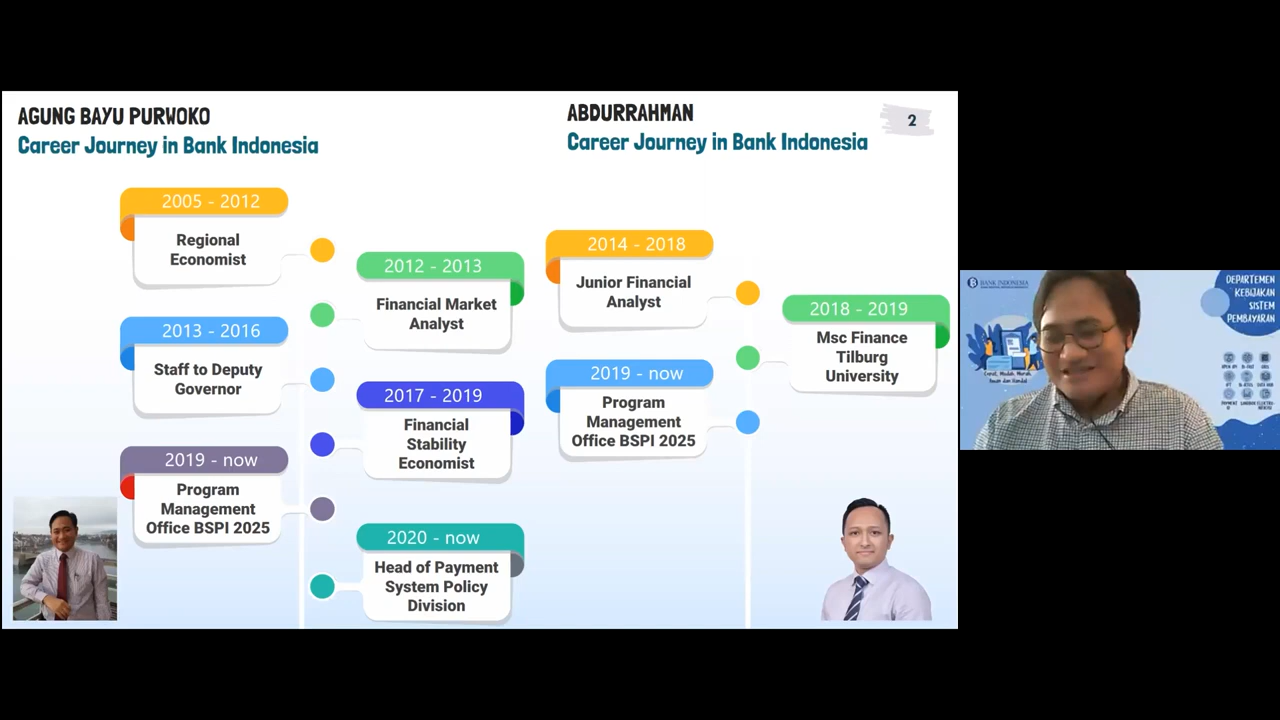 AGUNG BAYU PURWOKO
Career Journey in Bank Indonesia
2005 - 2012
Regional
Economist
2012 - 2013
Financial Market
Analyst
2013 - 2016
Staff to Deputy
Governor
2017 - 2019
Financial
Stability
Economist
2019 - now
Program
Management
Office BSPI 2025
2020 - now
Head of Payment
System Policy
Division
ABDURRAHMAN
Career Journey in Bank Indonesia
2
2014 - 2018
Junior Financial
Analyst
2018 - 2019
Msc Finance
Tilburg
University
2019 - now
Program
Management
Office BSPI 2025
BANK INDONESIA
DEPARTEMEN
KEBIJAKAN
SISTEM
PEMBAYARAN